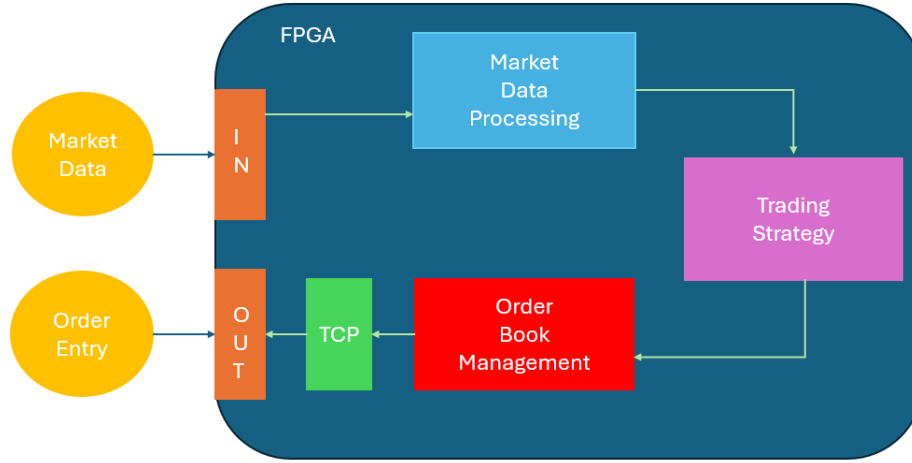 FPGA
Market
Data
Processing
I
N
Market
Data
Trading
Strategy
Order
Entry
O
U
T
TCP
Order
Book
Management